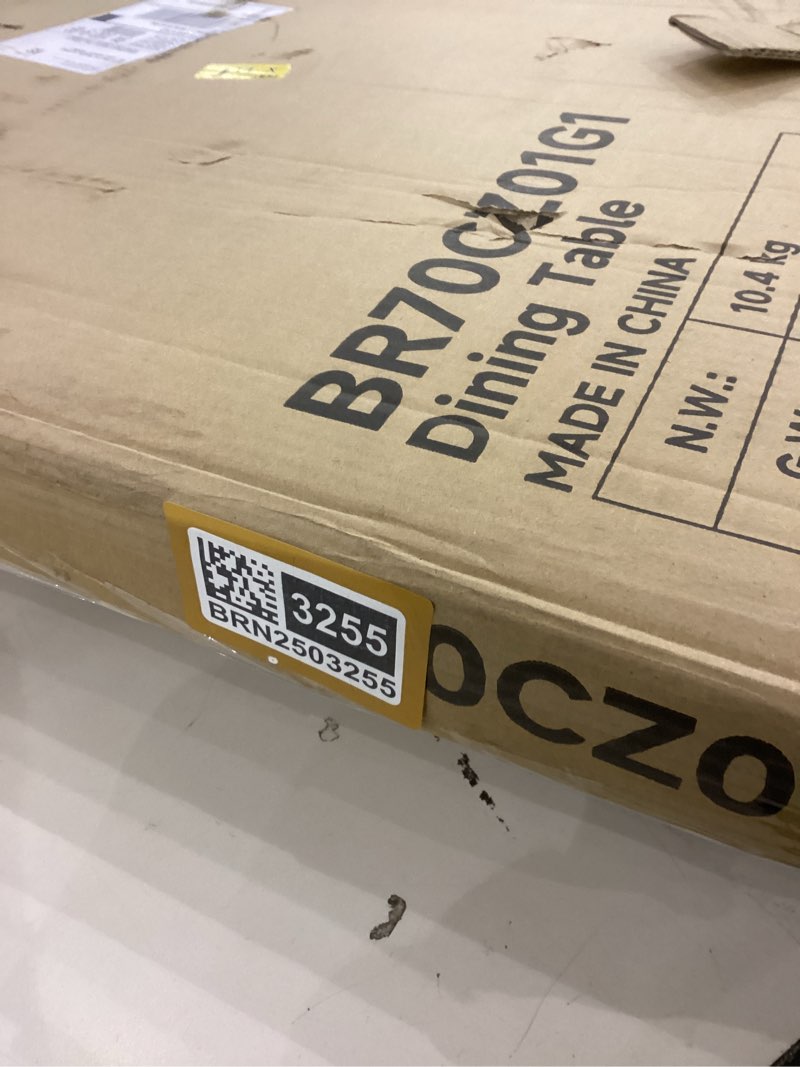 BR70CZ01G1
Dining Table
MADE IN CHINA
N.W.:
10.4 kg
3255
BRN2503255
0CZ0